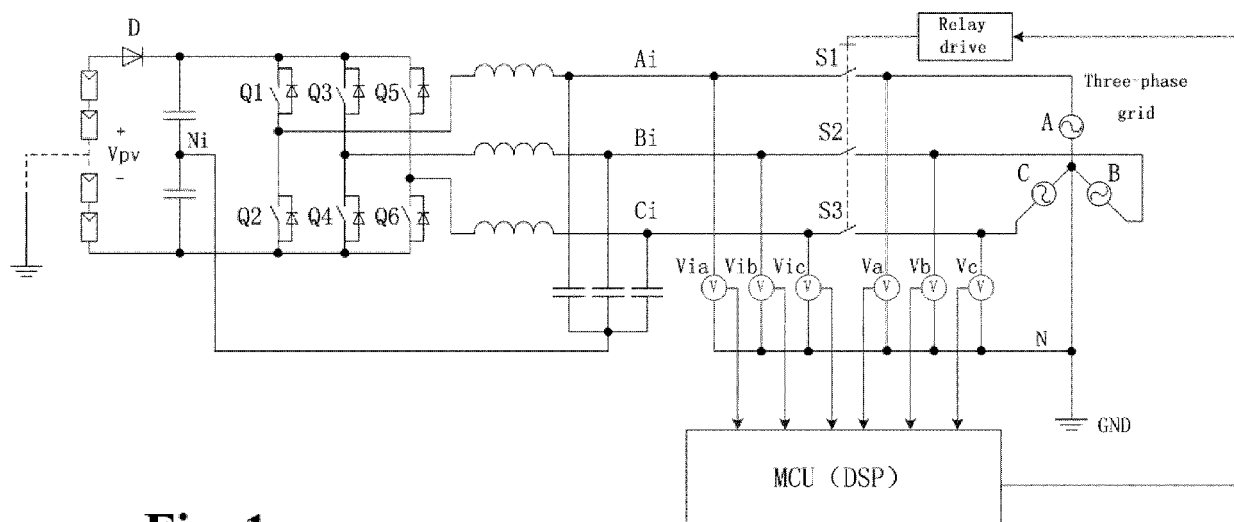 Relay
drive
D
Ai
S1
Three-phase
grid
Q1
Q3
Q5
A
+
Vpv
-
Ni
Bi
S2
C
B
Q2
Q4
Q6
Ci
S3
Via
Vib
Vic
Va
Vb
Vc
V
V
V
V
V
V
N
GND
MCU (DSP)